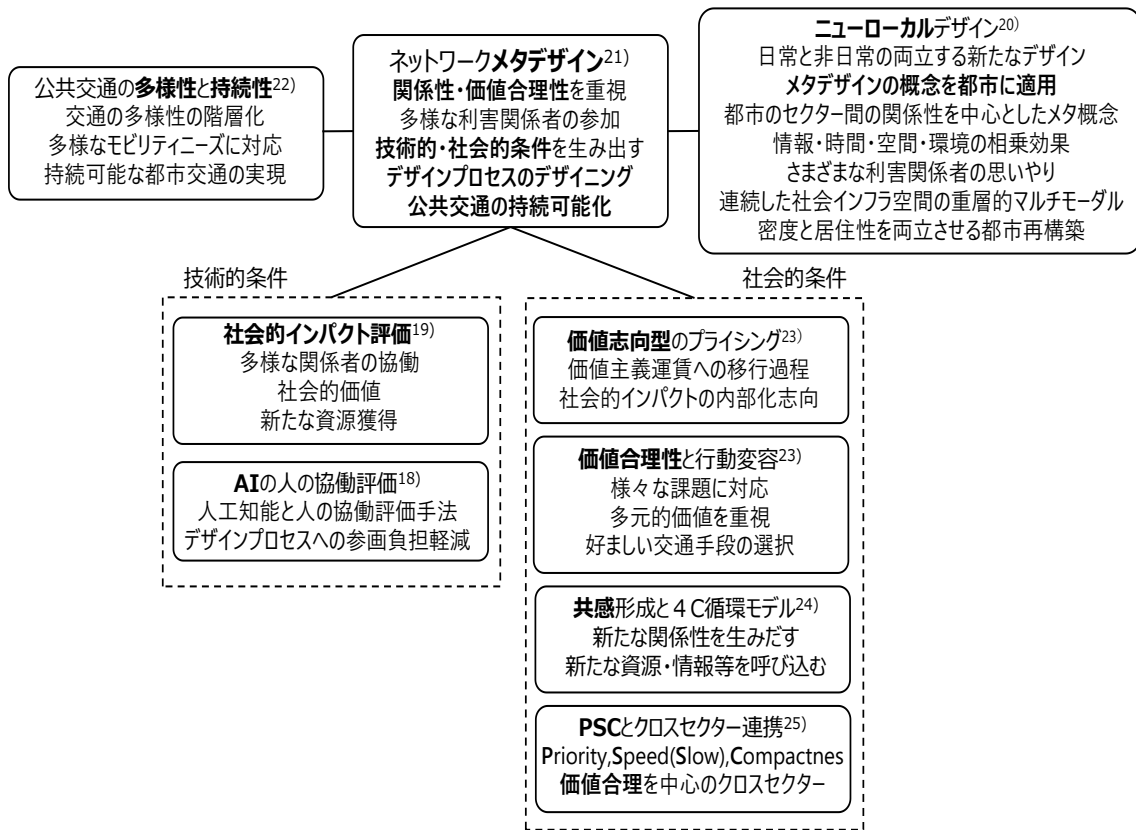 公共交通の多様性と持続性22)
交通の多様性の階層化
多様なモビリティニーズに対応
持続可能な都市交通の実現
ネットワークメタデザイン21)
関係性・価値合理性を重視
多様な利害関係者の参加
技術的・社会的条件を生み出す
デザインプロセスのデザイニング
公共交通の持続可能化
ニューローカルデザイン20)
日常と非日常の両立する新たなデザイン
メタデザインの概念を都市に適用
都市のセクター間の関係性を中心としたメタ概念
情報・時間・空間・環境の相乗効果
さまざまな利害関係者の思いやり
連続した社会インフラ空間の重層的マルチモーダル
密度と居住性を両立させる都市再構築
技術的条件
社会的インパクト評価19)
多様な関係者の協働
社会的価値
新たな資源獲得
AIの人の協働評価18)
人工知能と人の協働評価手法
デザインプロセスへの参画負担軽減
社会的条件
価値志向型のプライシング23)
価値主義運賃への移行過程
社会的インパクトの内部化志向
価値合理性と行動変容23)
様々な課題に対応
多元的価値を重視
好ましい交通手段の選択
共感形成と4C循環モデル24)
新たな関係性を生みだす
新たな資源・情報等を呼び込む
PSCとクロスセクター連携25)
Priority,Speed(Slow),Compactnes
価値合理を中心のクロスセクター